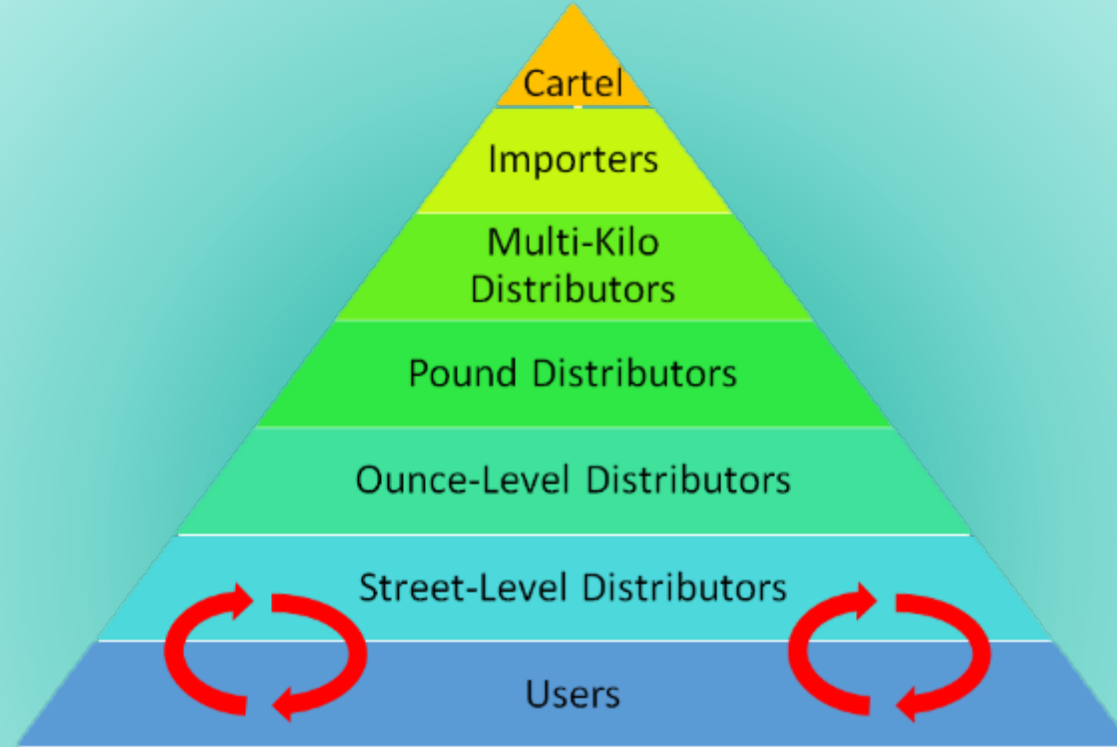 Cartel
Importers
Multi-Kilo
Distributors
Pound Distributors
Ounce-Level Distributors
Street-Level Distributors
Users